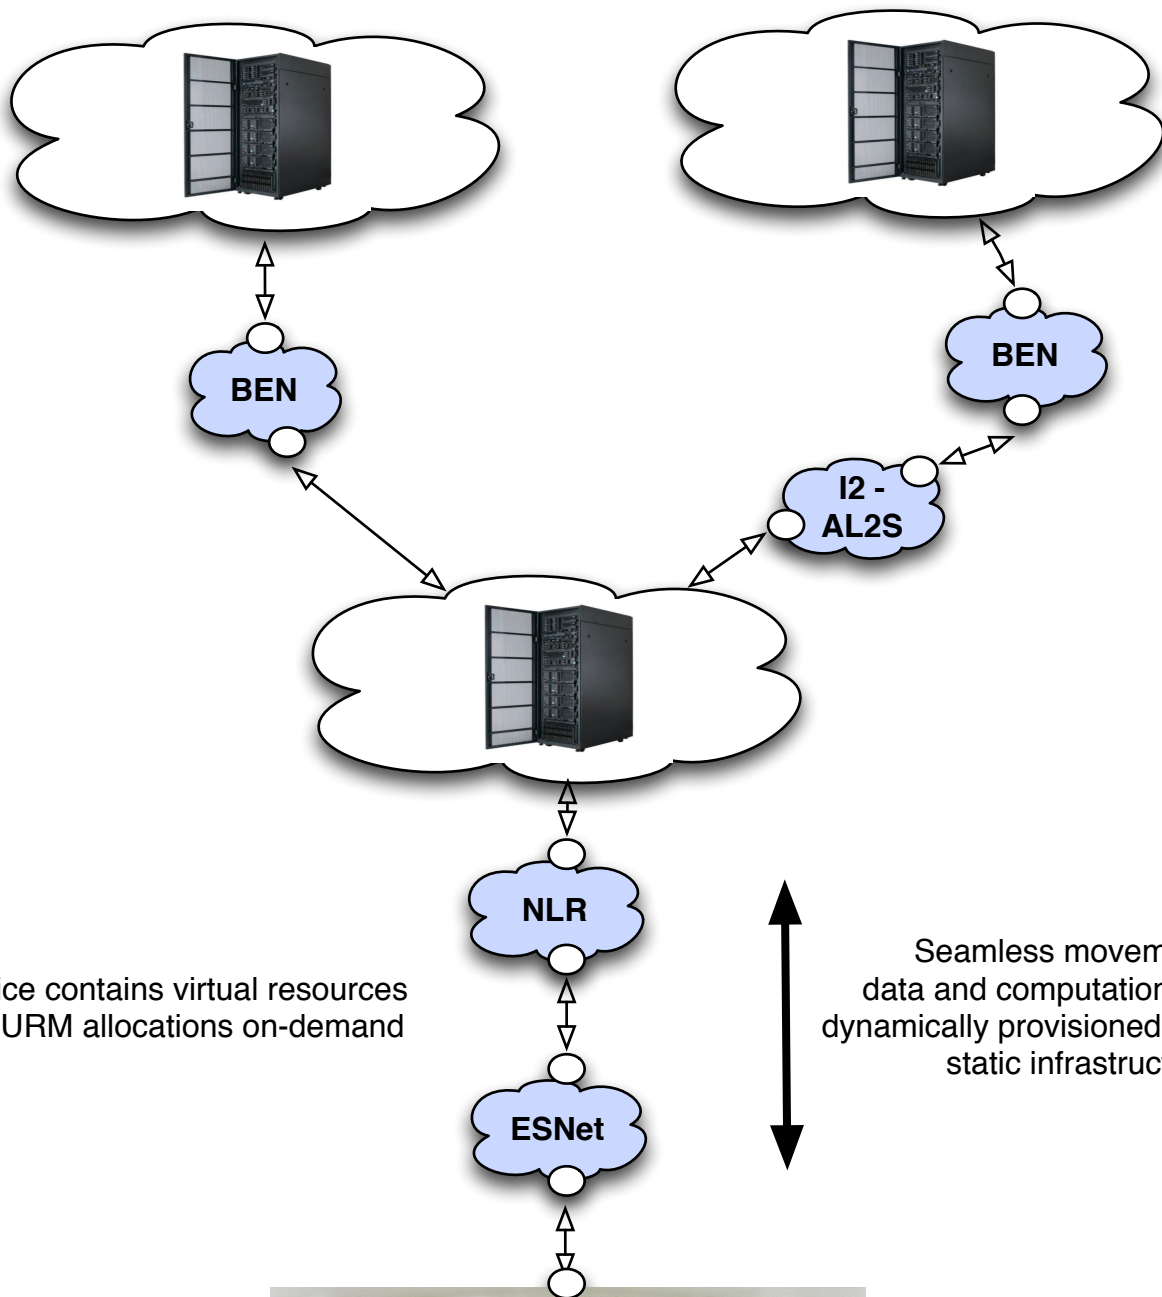 BEN
BEN
I2 -
AL2S
NLR
ice contains virtual resources
URM allocations on-demand
Seamless movem
data and computation
dynamically provisioned
static infrastruct
ESNet